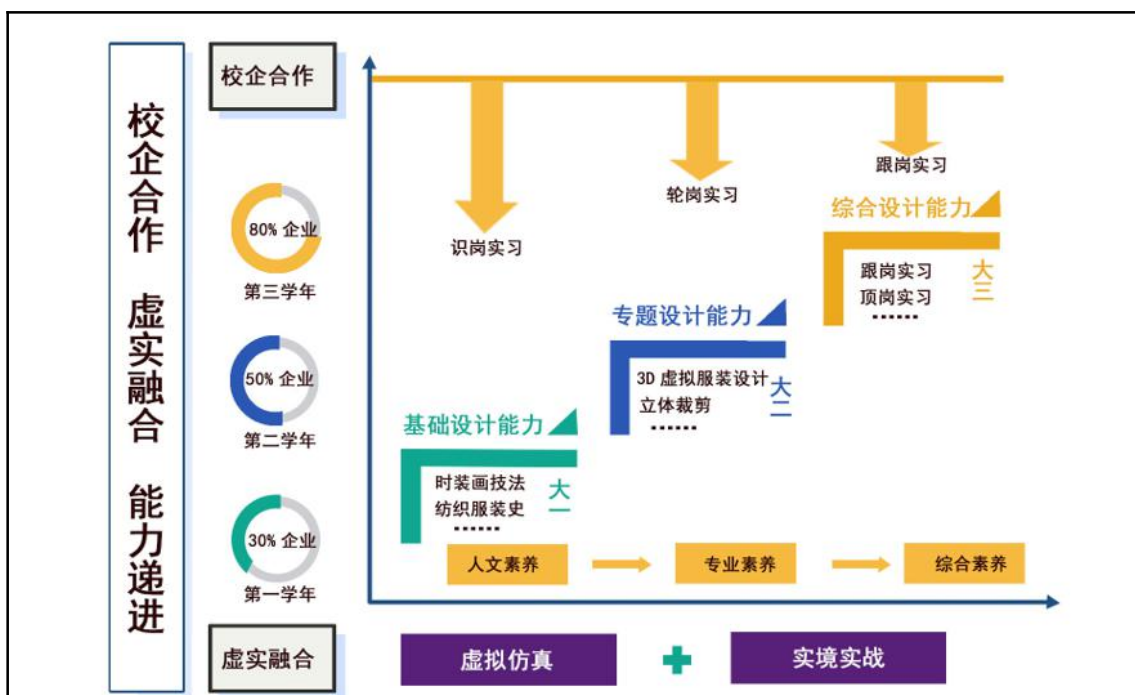 校企合作 虚实融合 能力递进
校企合作
80% 企业
第三学年
50% 企业
第二学年
30% 企业
第一学年
虚实融合
识岗实习
轮岗实习
跟岗实习
综合设计能力
跟岗实习
顶岗实习
......
大三
专题设计能力
3D 虚拟服装设计
立体裁剪
......
大二
基础设计能力
时装画技法
纺织服装史
......
大一
人文素养
专业素养
综合素养
虚拟仿真
+
实境实战